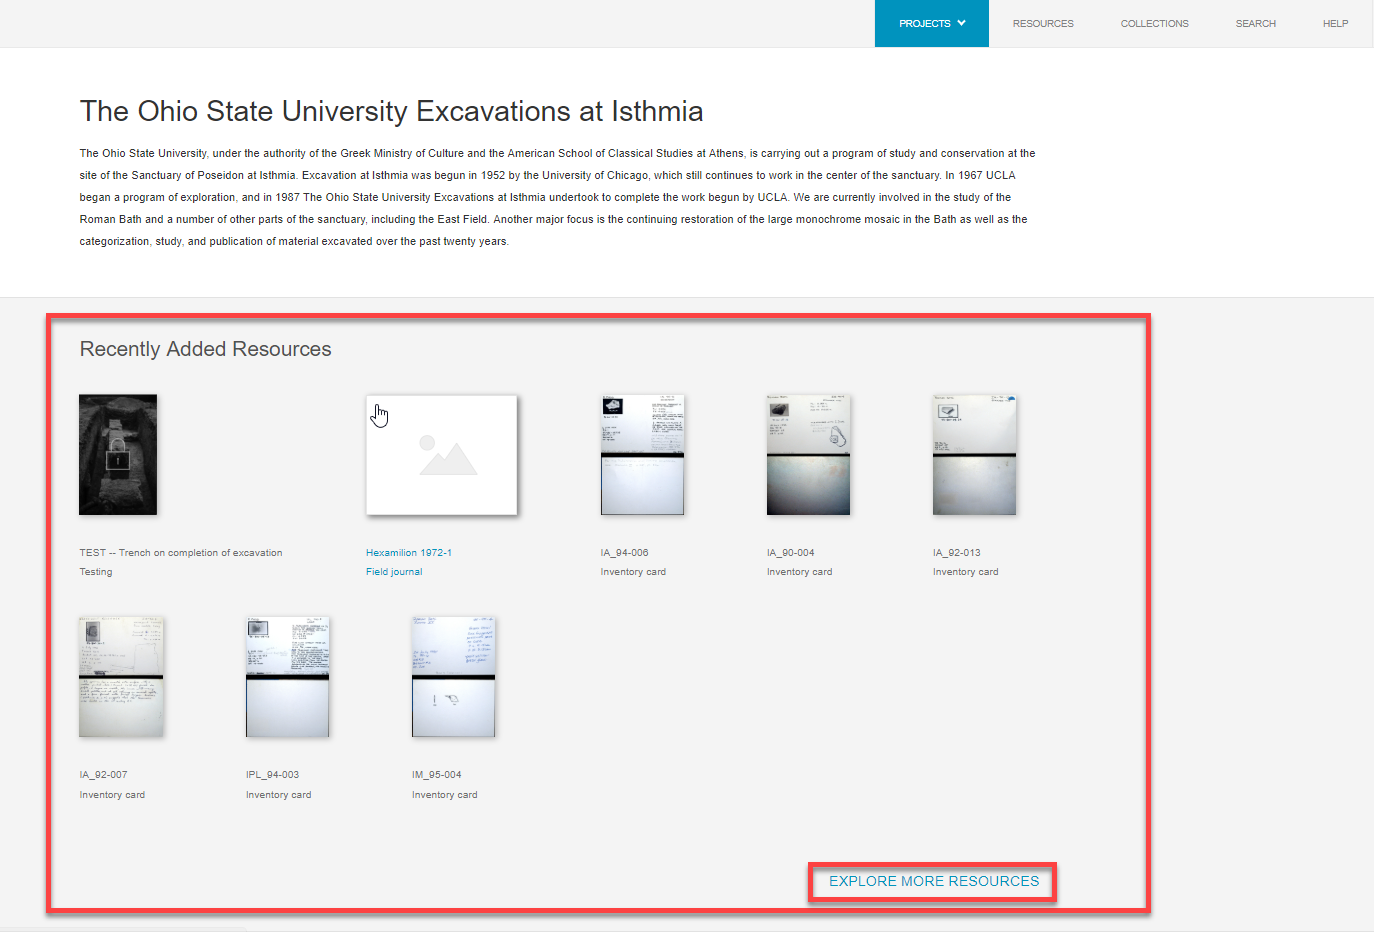 PROJECTS
RESOURCES
COLLECTIONS
SEARCH
HELP
The Ohio State University Excavations at Isthmia
The Ohio State University, under the authority of the Greek Ministry of Culture and the American School of Classical Studies at Athens, is carrying out a program of study and conservation at the
site of the Sanctuary of Poseidon at Isthmia. Excavation at Isthmia was begun in 1952 by the University of Chicago, which still continues to work in the center of the sanctuary. In 1967 UCLA
began a program of exploration, and in 1987 The Ohio State University Excavations at Isthmia undertook to complete the work begun by UCLA. We are currently involved in the study of the
Roman Bath and a number of other parts of the sanctuary, including the East Field. Another major focus is the continuing restoration of the large monochrome mosaic in the Bath as well as the
categorization, study, and publication of material excavated over the past twenty years.
Recently Added Resources
TEST -- Trench on completion of excavation
Testing
Hexamilion 1972-1
Field journal
IA_94-006
Inventory card
IA_90-004
Inventory card
IA_92-013
Inventory card
IA_92-007
Inventory card
IPL_94-003
Inventory card
IM_95-004
Inventory card
EXPLORE MORE RESOURCES